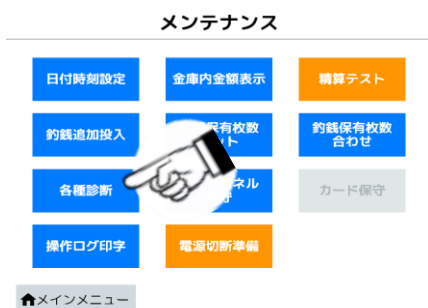 メンテナンス
日付時刻設定
金庫内金額表示
精算テスト
釣銭追加投入
保有枚数
ト
釣銭保有枚数
合わせ
各種診断
ネル
カード保守
操作ログ印字
電源切断準備
メインメニュー